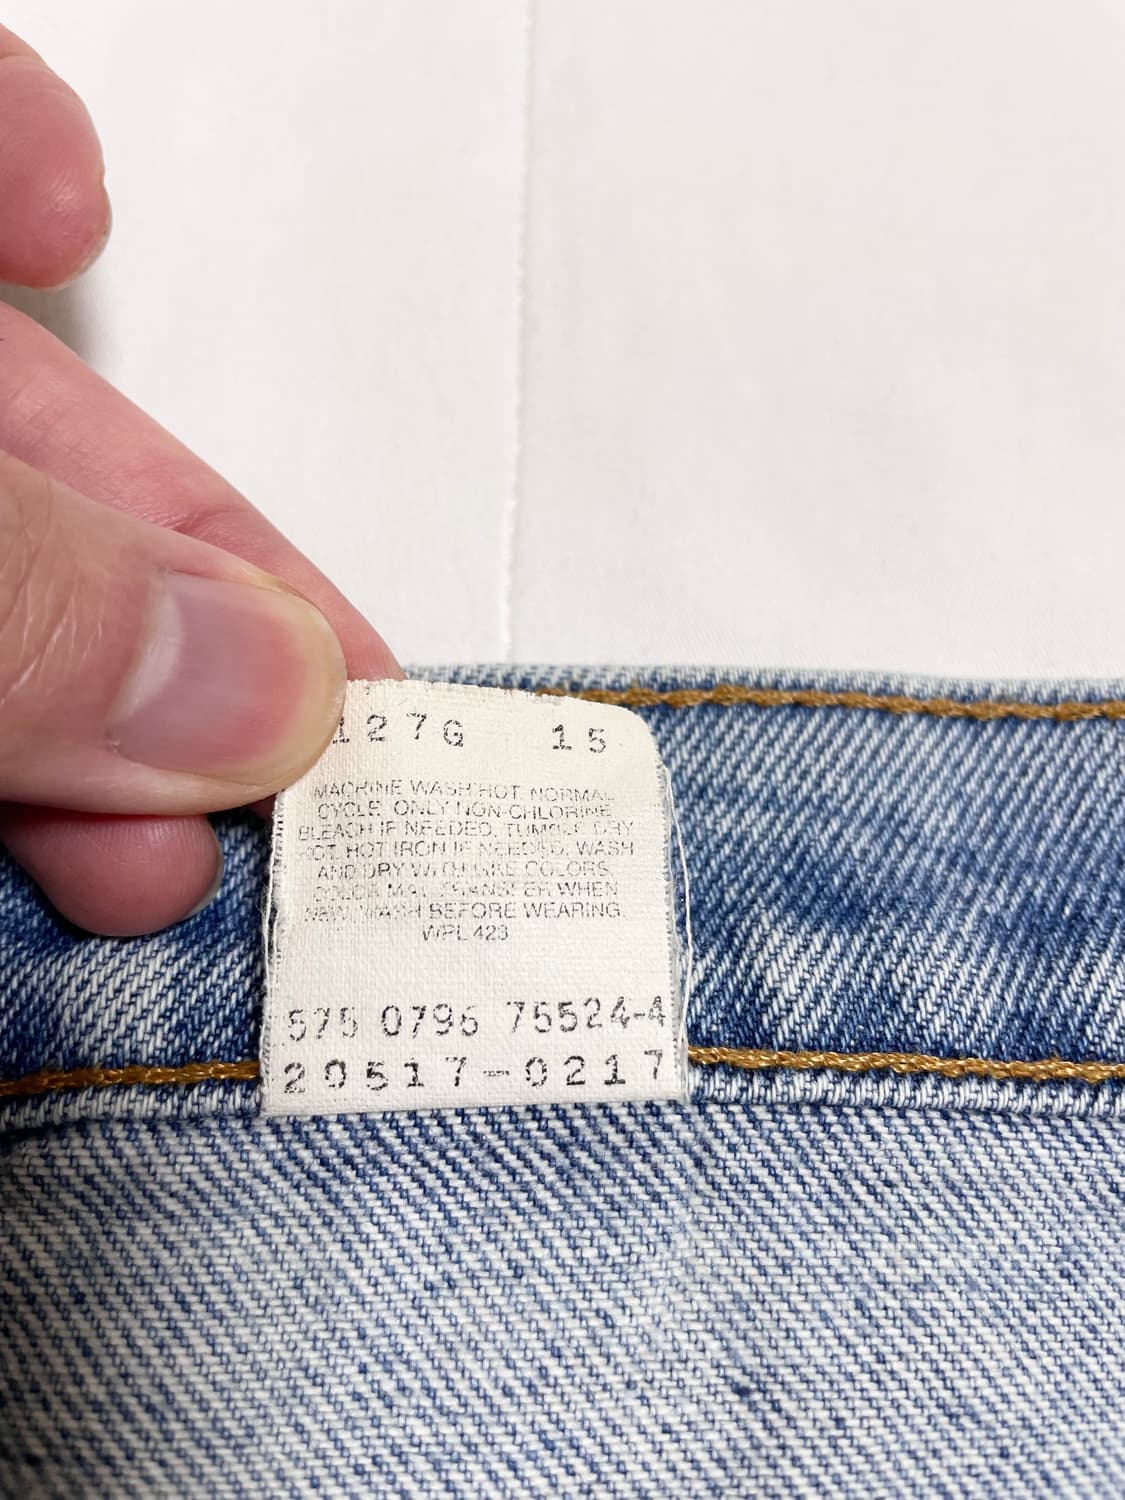 127G 15
MACHINE WASH HOT, NORMAL
CYCLE. ONLY NON-CHLORINE
BLEACH IF NEEDED. TUMBLE DRY
HOT. HOT IRON IF NEEDED. WASH
AND DRY WITH LIKE COLORS.
COLOR MAY TRANSFER WHEN
NEW. WASH BEFORE WEARING.
WPL 423
575 0796 75524-4
20517-0217